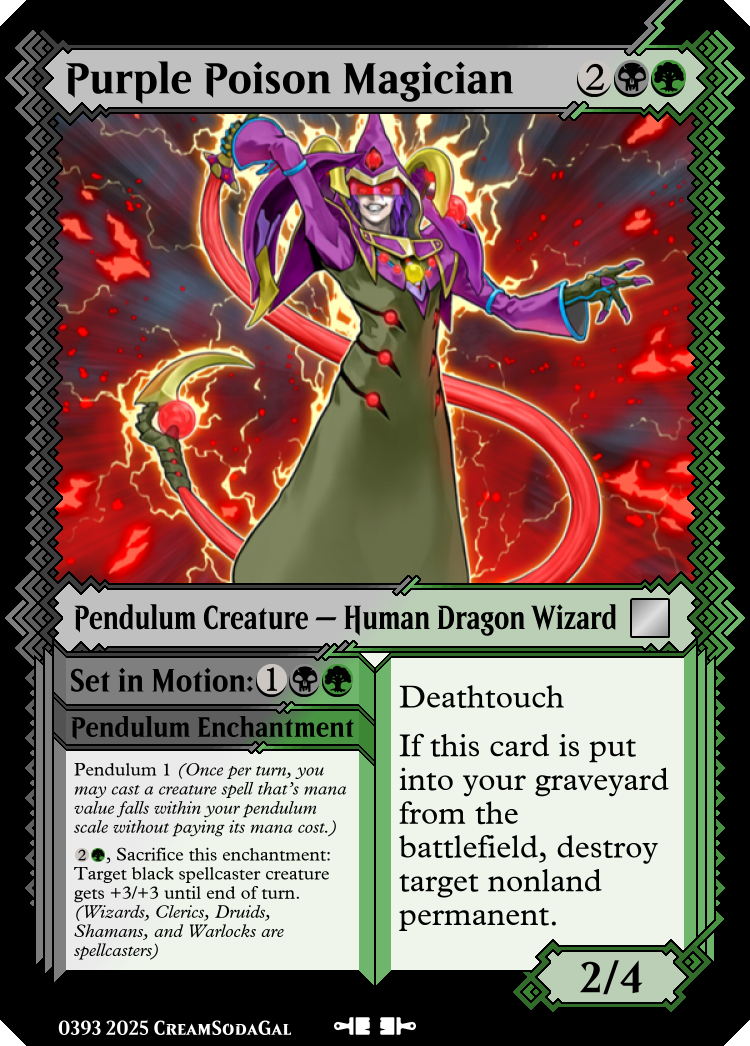 Purple Poison Magician 2
Pendulum Creature — Human Dragon Wizard
Set in Motion: 1
Pendulum Enchantment
Pendulum 1 (Once per turn, you
may cast a creature spell that's mana
value falls within your pendulum
scale without paying its mana cost.)
2, Sacrifice this enchantment:
Target black spellcaster creature
gets +3/+3 until end of turn.
(Wizards, Clerics, Druids,
Shamans, and Warlocks are
spellcasters)
Deathtouch
If this card is put
into your graveyard
from the
battlefield, destroy
target nonland
permanent.
2/4
0393 2025 CreamSodaGal